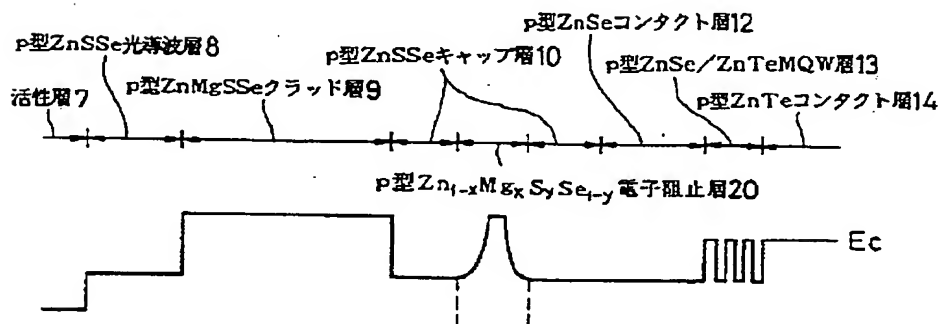 p型ZnSeコンタクト層12
p型ZnSSe光導波層8
p型ZnSSeキャップ層10
p型ZnSe/ZnTeMQW層13
活性層7
p型ZnMgSSeクラッド層9
p型ZnTeコンタクト層14
p型Zn₁₋ₓMgₓSᵧSe₁₋ᵧ電子阻止層20
Ec